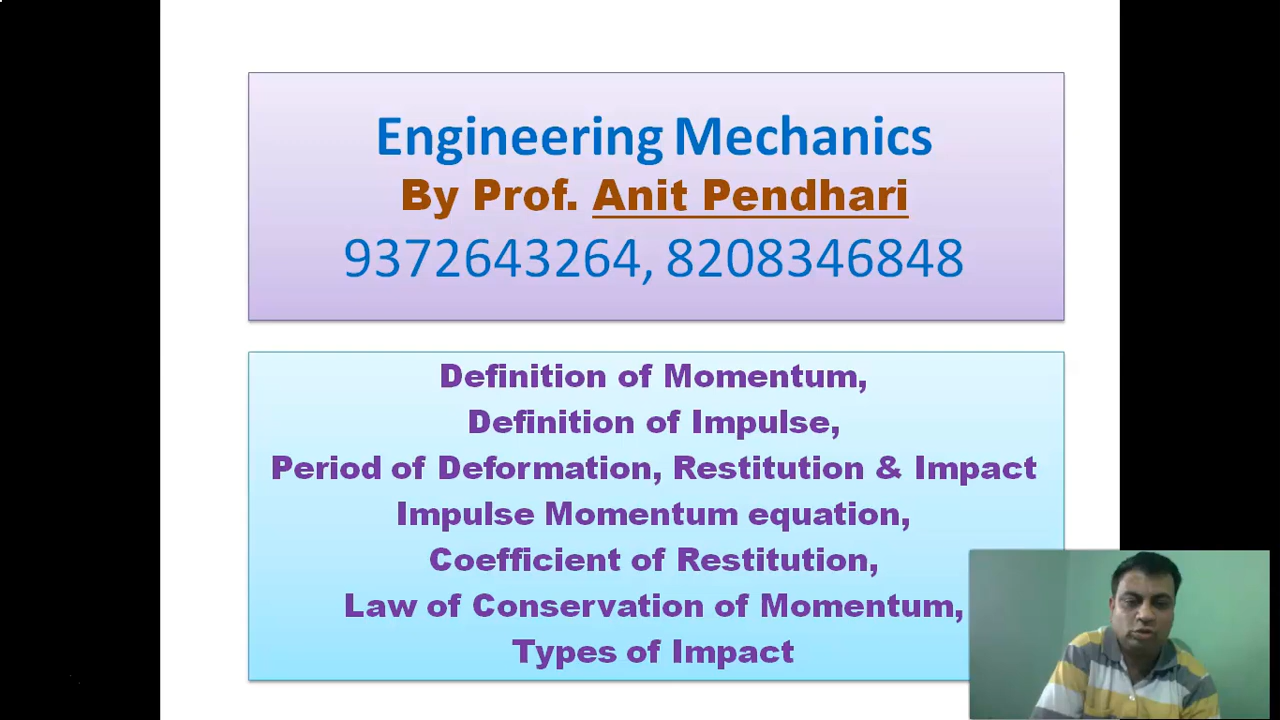 Engineering Mechanics
By Prof. Anit Pendhari
9372643264, 8208346848
Definition of Momentum,
Definition of Impulse,
Period of Deformation, Restitution & Impact
Impulse Momentum equation,
Coefficient of Restitution,
Law of Conservation of Momentum,
Types of Impact